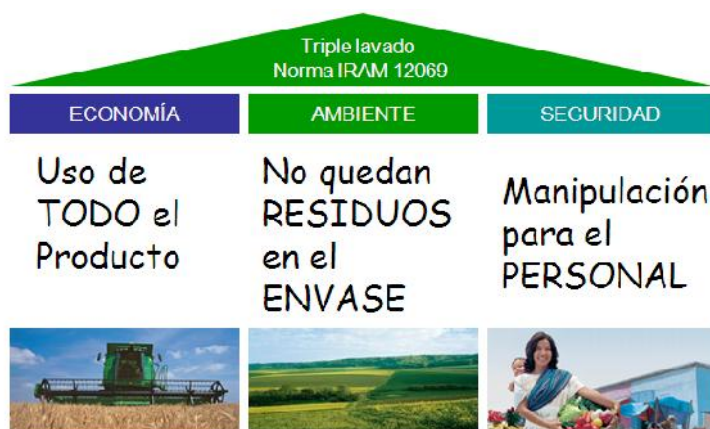 Triple lavado
Norma IRAM 12069
ECONOMÍA
AMBIENTE
SEGURIDAD
Uso de
TODO el
Producto
No quedan
RESIDUOS
en el
ENVASE
Manipulación
para el
PERSONAL